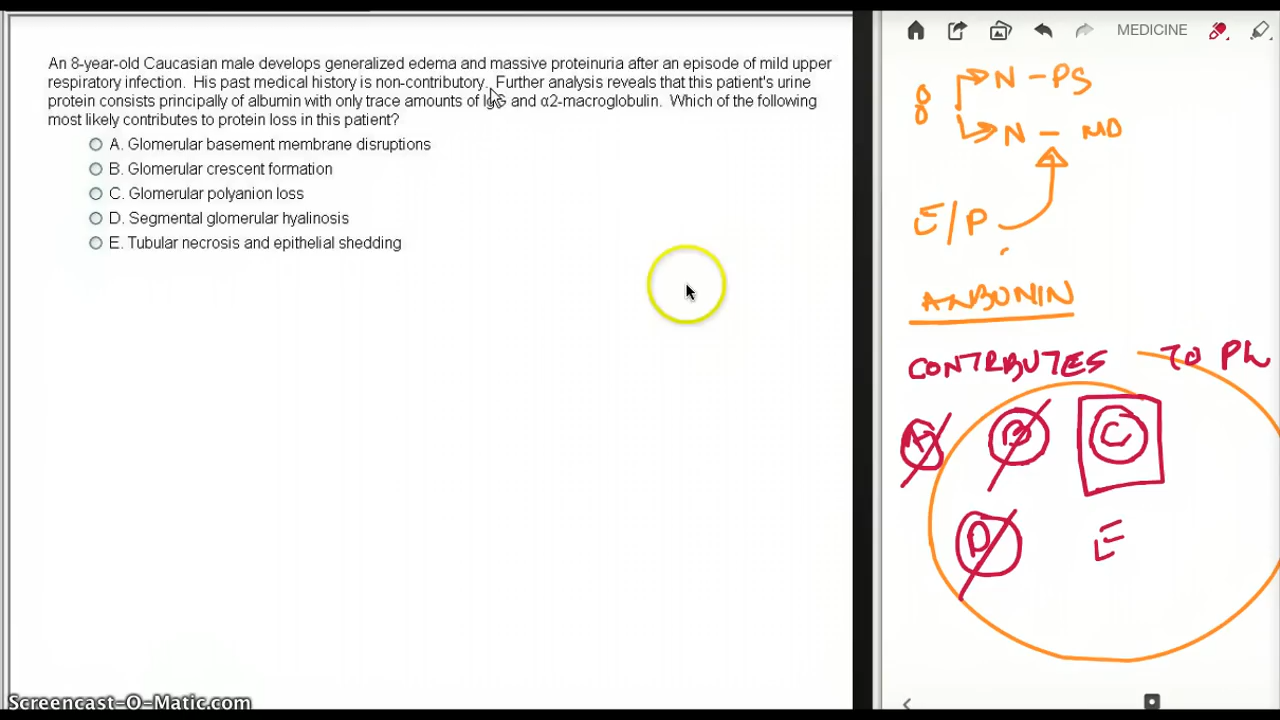 An 8-year-old Caucasian male develops generalized edema and massive proteinuria after an episode of mild upper
respiratory infection. His past medical history is non-contributory. Further analysis reveals that this patient's urine
protein consists principally of albumin with only trace amounts of IgG and α2-macroglobulin. Which of the following
most likely contributes to protein loss in this patient?
A. Glomerular basement membrane disruptions
B. Glomerular crescent formation
C. Glomerular polyanion loss
D. Segmental glomerular hyalinosis
E. Tubular necrosis and epithelial shedding
Screencast-O-Matic.com
MEDICINE
8
N - PS
N - MD
E/P
ANBUNIN
CONTRIBUTES TO PL
A B C
D E